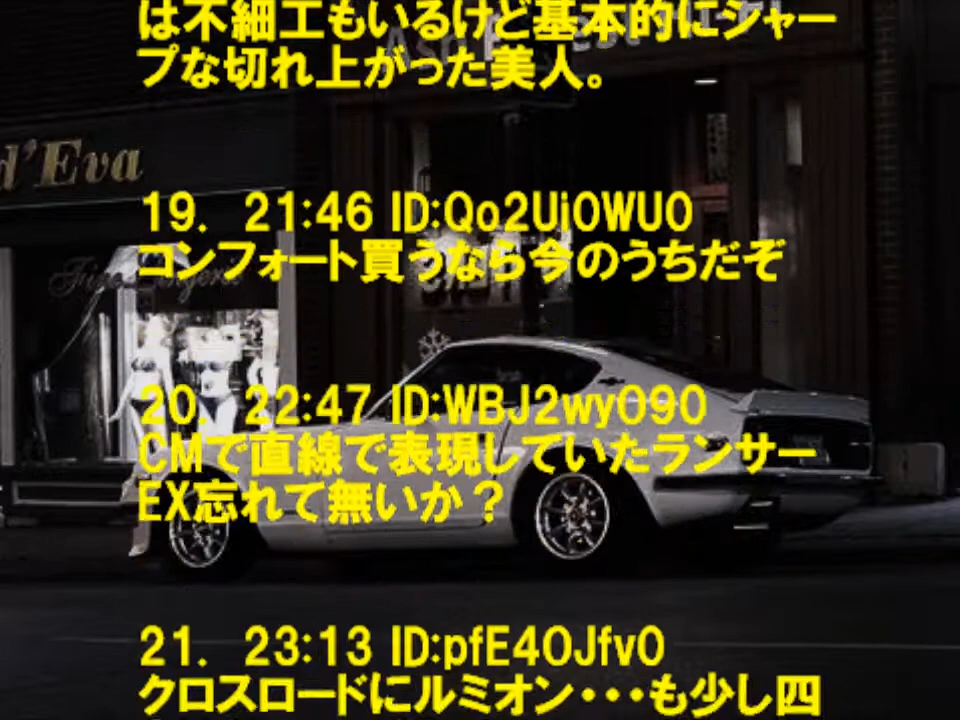 は不細工もいるけど基本的にシャー
プな切れ上がった美人。
d'Eva
19. 21:46 ID:Qo2Ui0WU0
コンフォート買うなら今のうちだぞ
20. 22:47 ID:WBJ2wyO90
CMで直線で表現していたランサー
EX忘れて無いか？
21. 23:13 ID:pfE4OJfv0
クロスロードにルミオン・・・も少し四